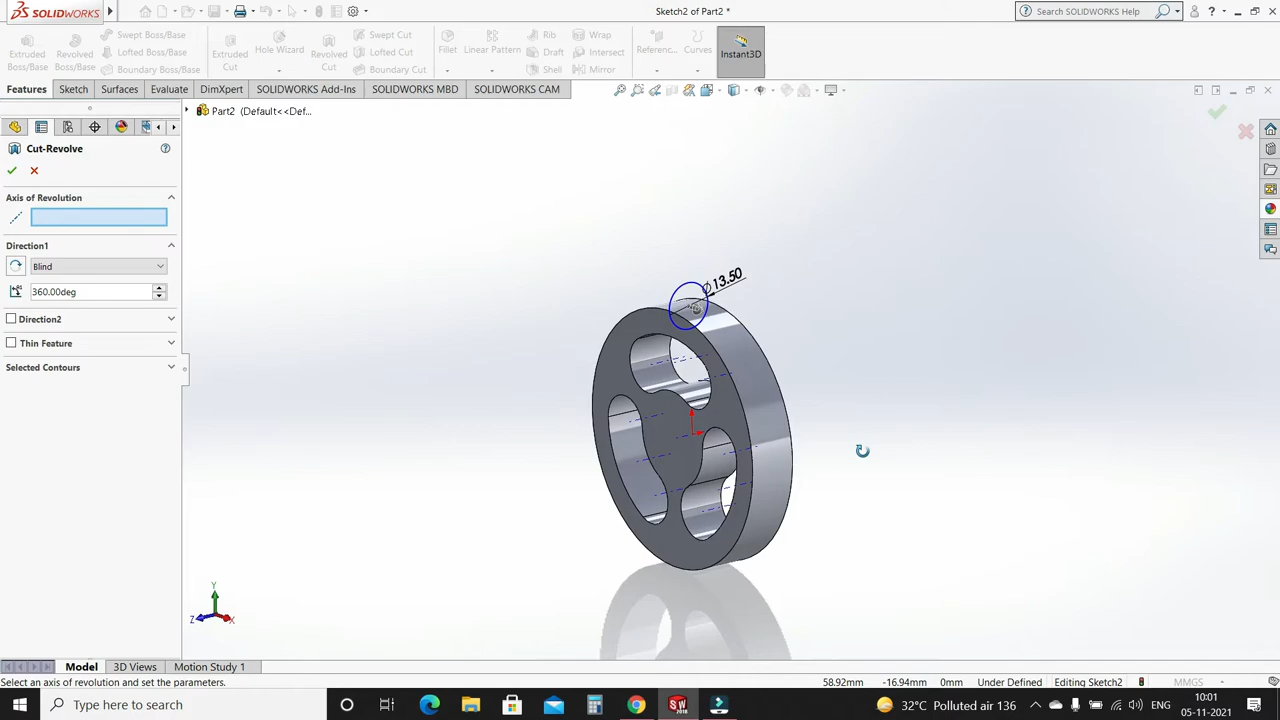 SOLIDWORKS
Sketch2 of Part2 *
Search SOLIDWORKS Help
?
Extruded Boss/Base
Revolved Boss/Base
Swept Boss/Base
Lofted Boss/Base
Boundary Boss/Base
Extruded Cut
Hole Wizard
Revolved Cut
Swept Cut
Lofted Cut
Boundary Cut
Fillet
Linear Pattern
Rib
Draft
Shell
Wrap
Intersect
Mirror
Referenc...
Curves
Instant3D
Features
Sketch
Surfaces
Evaluate
DimXpert
SOLIDWORKS Add-Ins
SOLIDWORKS MBD
SOLIDWORKS CAM
Part2 (Default<<Def...
Cut-Revolve
Axis of Revolution
Direction1
Blind
360.00deg
Direction2
Thin Feature
Selected Contours
⌀13.50
Y
Z
X
Model
3D Views
Motion Study 1
Select an axis of revolution and set the parameters.
58.92mm
-16.94mm
0mm
Under Defined
Editing Sketch2
MMGS
Type here to search
SW
2018
32°C Polluted air 136
ENG
10:01
05-11-2021